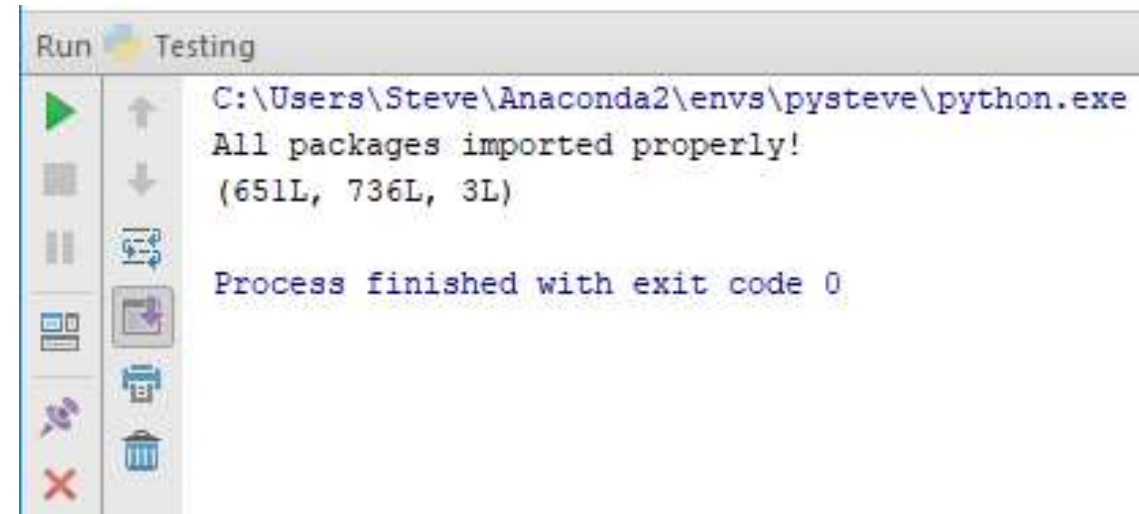 Run Testing
C:\Users\Steve\Anaconda2\envs\pysteve\python.exe
All packages imported properly!
(651L, 736L, 3L)
Process finished with exit code 0